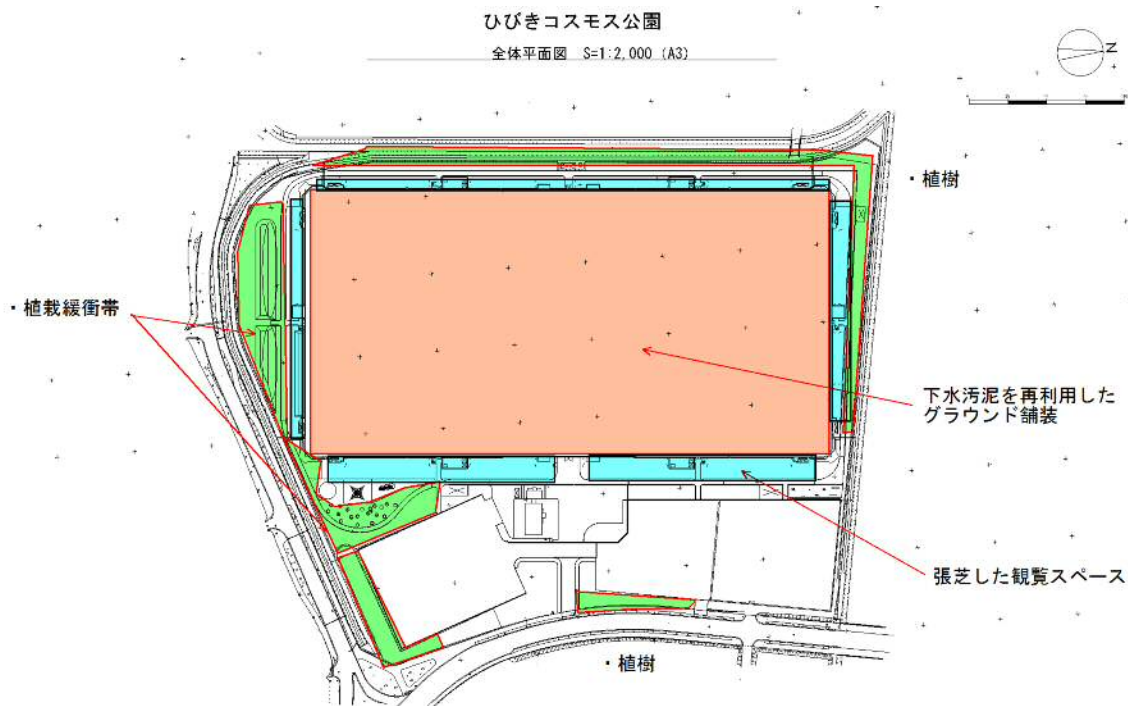 ひびきコスモス公園
全体平面図 S=1:2,000 (A3)
N
・植樹
・植栽緩衝帯
下水汚泥を再利用した
グラウンド舗装
張芝した観覧スペース
・植樹